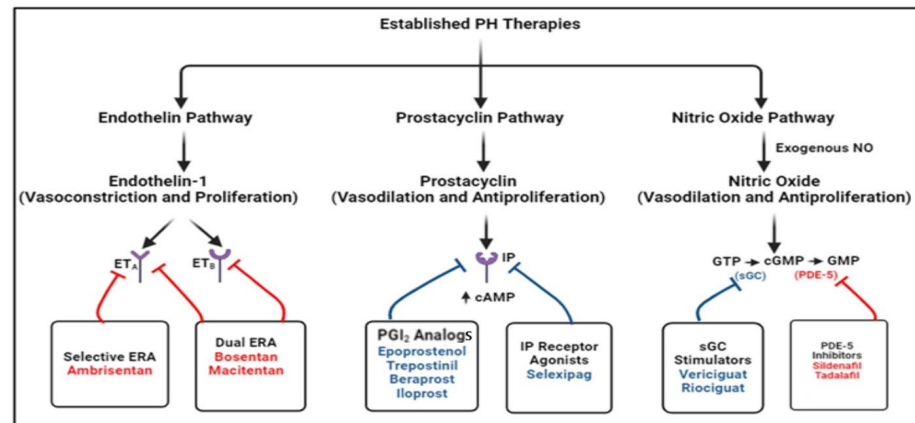 Established PH Therapies
Endothelin Pathway
Prostacyclin Pathway
Nitric Oxide Pathway
Exogenous NO
Endothelin-1
(Vasoconstriction and Proliferation)
Prostacyclin
(Vasodilation and Antiproliferation)
Nitric Oxide
(Vasodilation and Antiproliferation)
ETA
ETB
IP
cAMP
GTP cGMP GMP
(sGC) (PDE-5)
Selective ERA
Ambrisentan
Dual ERA
Bosentan
Macitentan
PGI₂ Analogs
Epoprostenol
Trepostinil
Beraprost
Iloprost
IP Receptor
Agonists
Selexipag
sGC
Stimulators
Vericiguat
Riociguat
PDE-5
Inhibitors
Sildenafil
Tadalafil